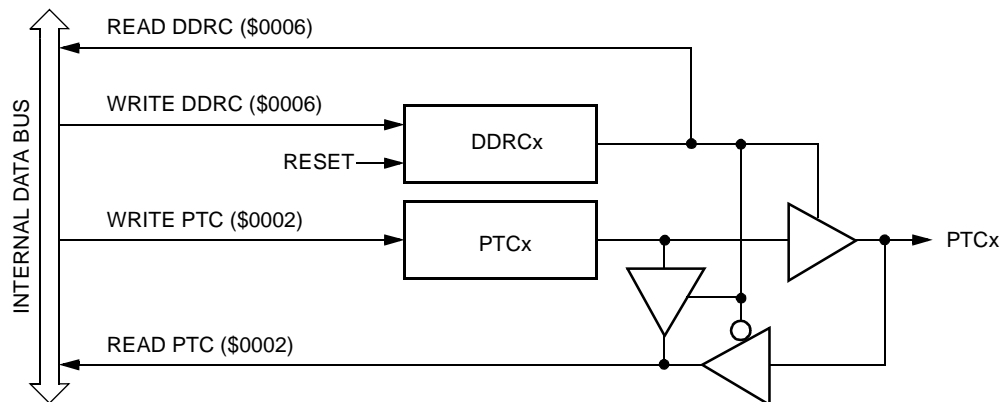 READ DDRC ($0006)
WRITE DDRC ($0006)
DDRCx
RESET
INTERNAL DATA BUS
WRITE PTC ($0002)
PTCx
PTCx
READ PTC ($0002)